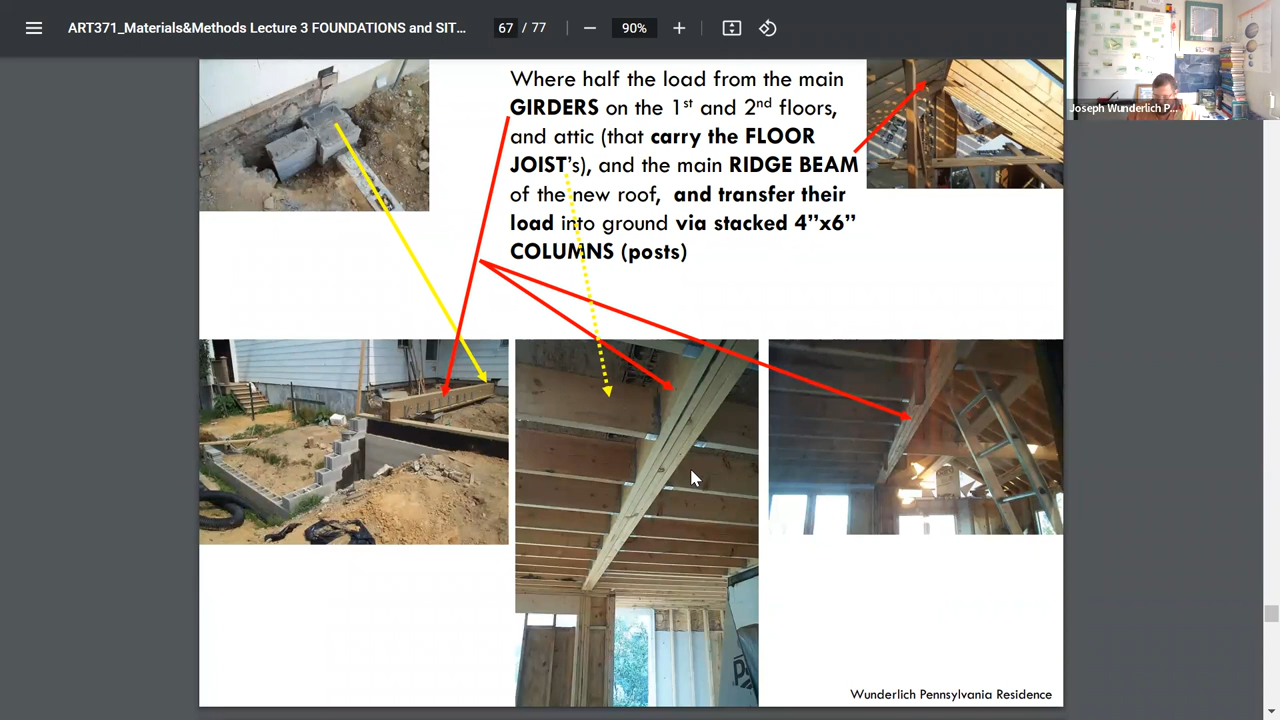 ART371_Materials&Methods Lecture 3 FOUNDATIONS and SIT...
67 / 77
90%
Joseph Wunderlich P...
Where half the load from the main
GIRDERS on the 1st and 2nd floors,
and attic (that carry the FLOOR
JOIST's), and the main RIDGE BEAM
of the new roof, and transfer their
load into ground via stacked 4”x6”
COLUMNS (posts)
Wunderlich Pennsylvania Residence